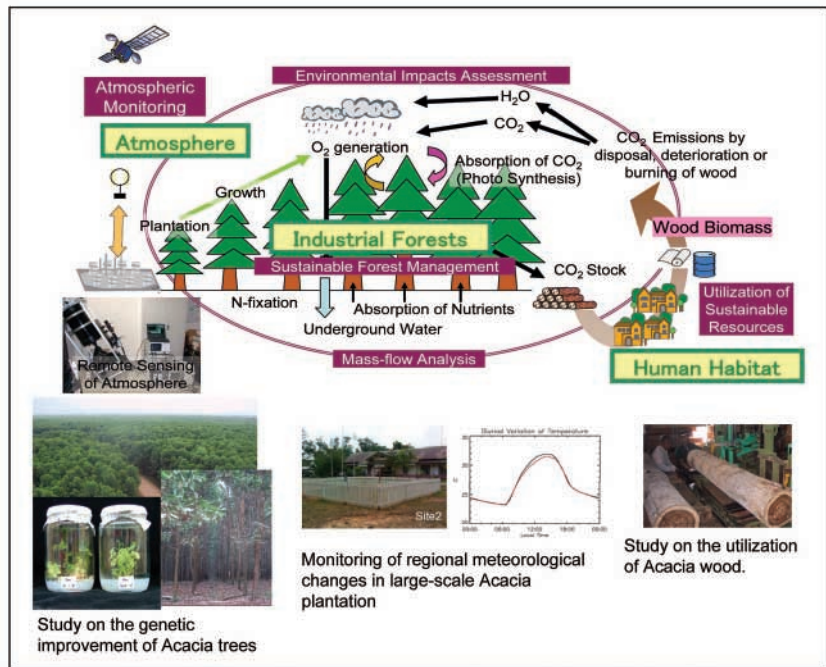 Environmental Impacts Assessment
Atmospheric
Monitoring
Atmosphere
H₂O
CO₂
CO₂ Emissions by
disposal, deterioration or
burning of wood
O₂ generation
Absorption of CO₂
(Photo Synthesis)
Growth
Plantation
Industrial Forests
Sustainable Forest Management
Wood Biomass
CO₂ Stock
Utilization of
Sustainable
Resources
N-fixation
Absorption of Nutrients
Underground Water
Mass-flow Analysis
Human Habitat
Remote Sensing
of Atmosphere
Site2
Diurnal Variation of Temperature
Local Time
Study on the genetic
improvement of Acacia trees
Monitoring of regional meteorological
changes in large-scale Acacia
plantation
Study on the utilization
of Acacia wood.